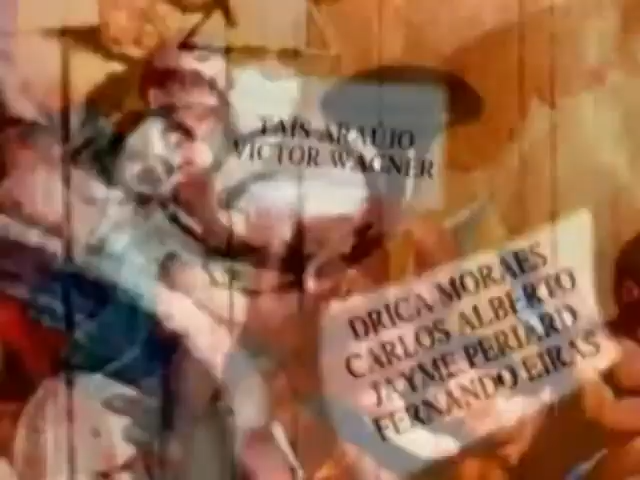 TAÍS ARAÚJO
VICTOR WAGNER
DRICA MORAES
CARLOS ALBERTO
JAYME PERIARD
FERNANDO EIRAS